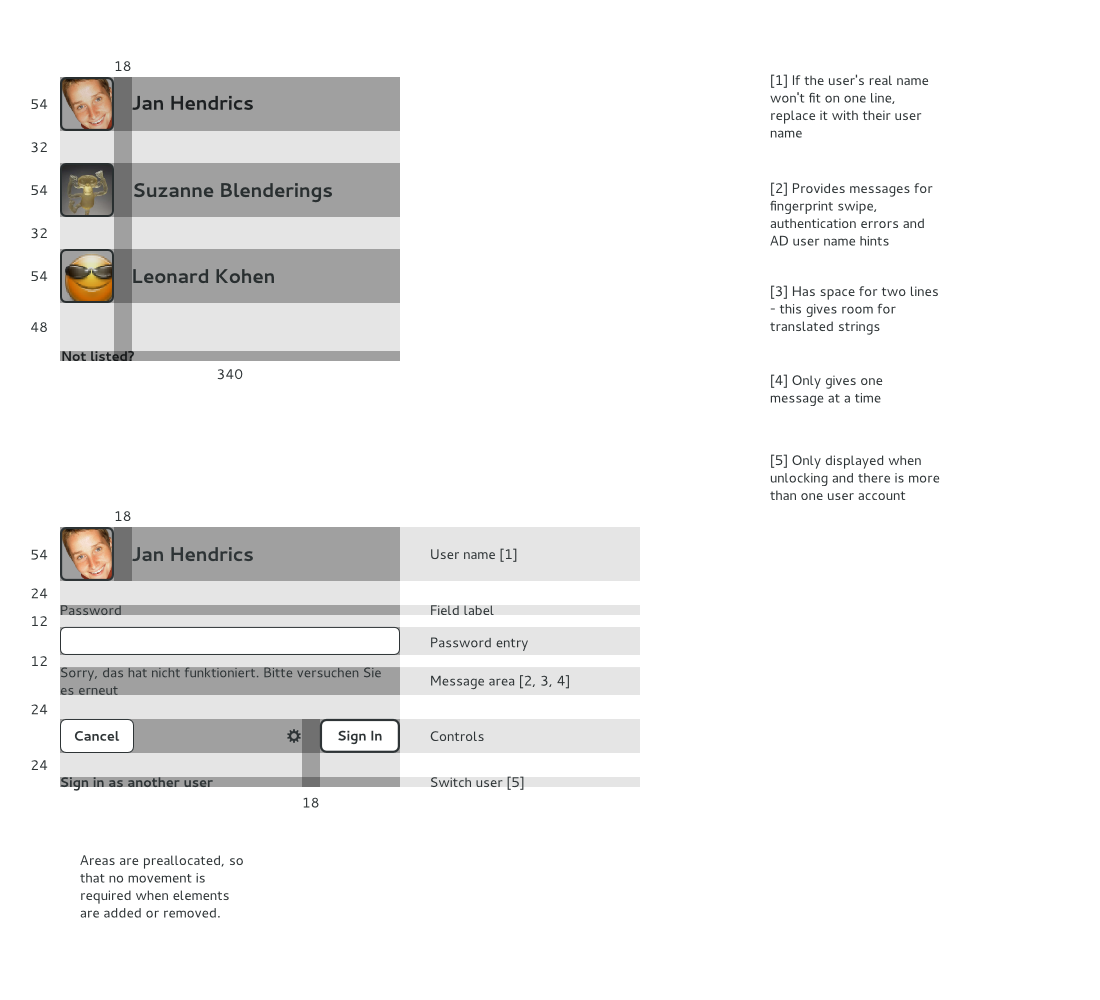 18
54
Jan Hendrics
32
54
Suzanne Blenderings
32
54
Leonard Kohen
48
Not listed?
340
[1] If the user's real name
won't fit on one line,
replace it with their user
name
[2] Provides messages for
fingerprint swipe,
authentication errors and
AD user name hints
[3] Has space for two lines
- this gives room for
translated strings
[4] Only gives one
message at a time
[5] Only displayed when
unlocking and there is more
than one user account
18
54
Jan Hendrics
User name [1]
24
Password
Field label
12
Password entry
12
Sorry, das hat nicht funktioniert. Bitte versuchen Sie
es erneut
Message area [2, 3, 4]
24
Cancel
Sign In
Controls
24
Sign in as another user
Switch user [5]
18
Areas are preallocated, so
that no movement is
required when elements
are added or removed.